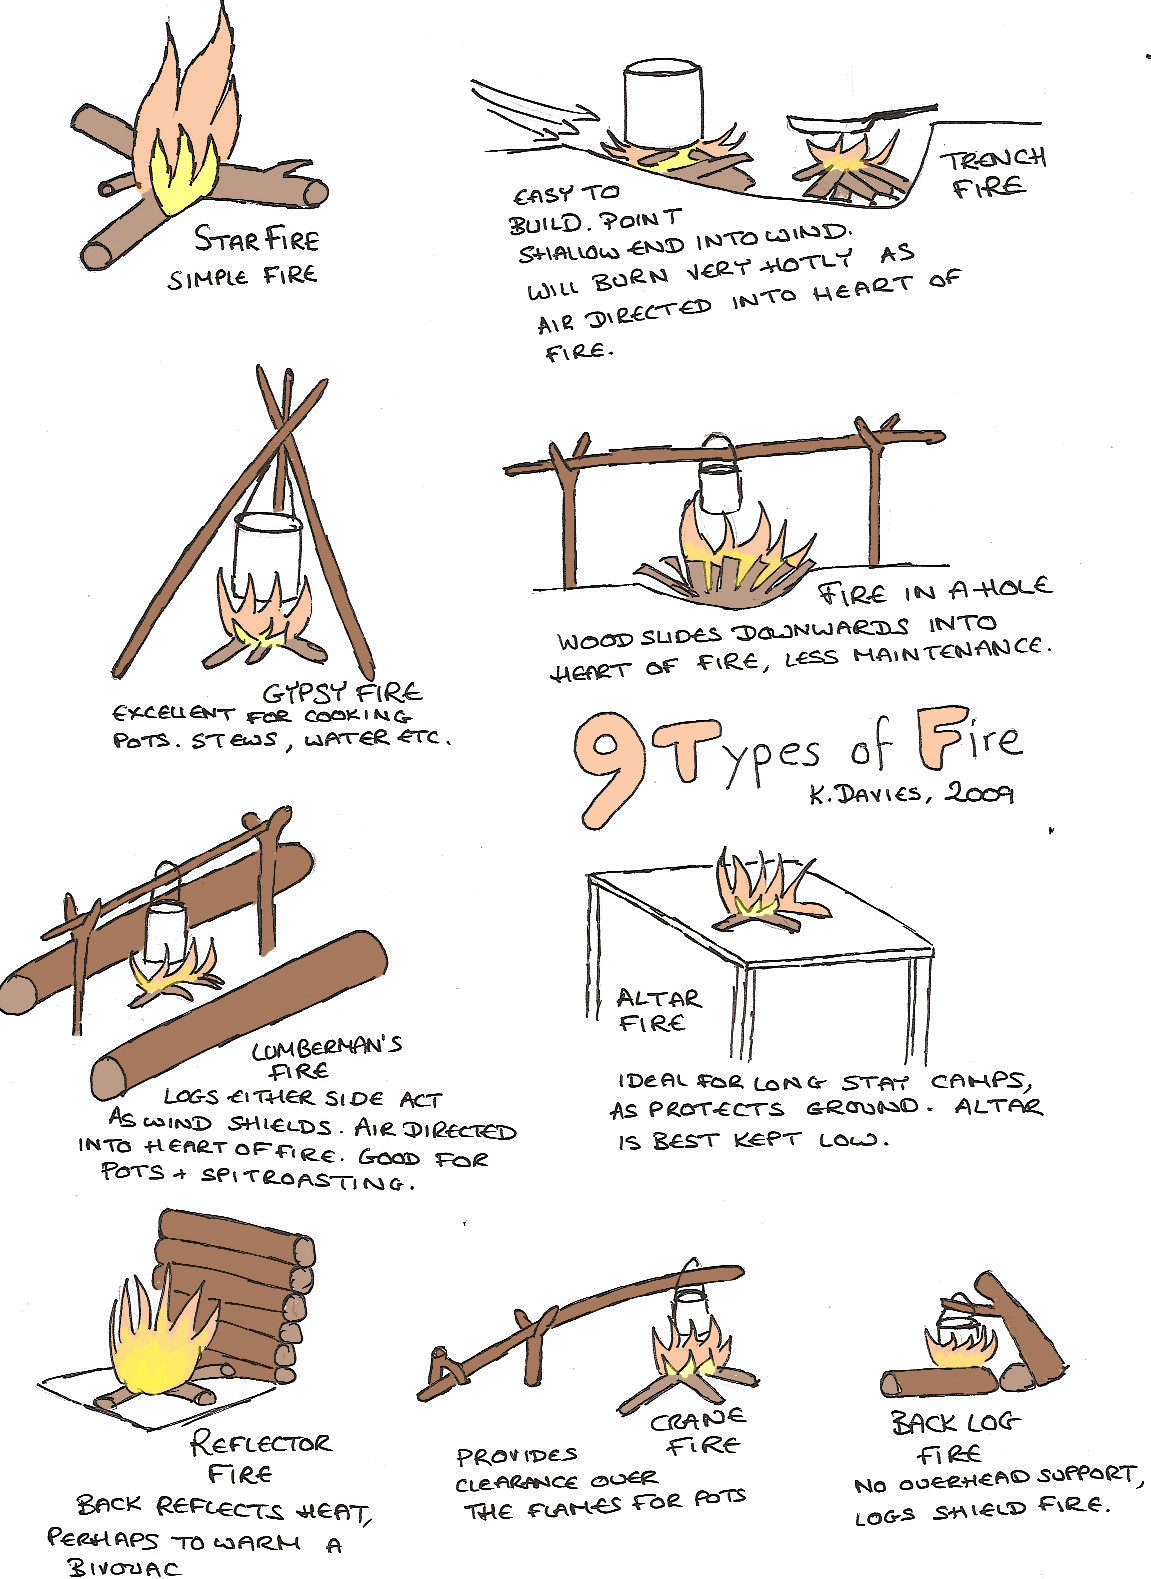 STAR FIRE
SIMPLE FIRE
TRENCH
FIRE
EASY TO
BUILD. POINT
SHALLOW END INTO WIND.
WILL BURN VERY HOTLY AS
AIR DIRECTED INTO HEART OF
FIRE.
GYPSY FIRE
EXCELLENT FOR COOKING
POTS. STEWS, WATER ETC.
FIRE IN A HOLE
WOOD SLIDES DOWNWARDS INTO
HEART OF FIRE, LESS MAINTENANCE.
9 Types of Fire
K. DAVIES, 2009
LUMBERMAN'S
FIRE
LOGS EITHER SIDE ACT
AS WIND SHIELDS. AIR DIRECTED
INTO HEART OF FIRE. GOOD FOR
POTS + SPITROASTING.
ALTAR
FIRE
IDEAL FOR LONG STAY CAMPS,
AS PROTECTS GROUND. ALTAR
IS BEST KEPT LOW.
REFLECTOR
FIRE
BACK REFLECTS HEAT,
PERHAPS TO WARM A
BIVOUAC
CRANE
FIRE
PROVIDES
CLEARANCE OVER
THE FLAMES FOR POTS
BACK LOG
FIRE
NO OVERHEAD SUPPORT,
LOGS SHIELD FIRE.